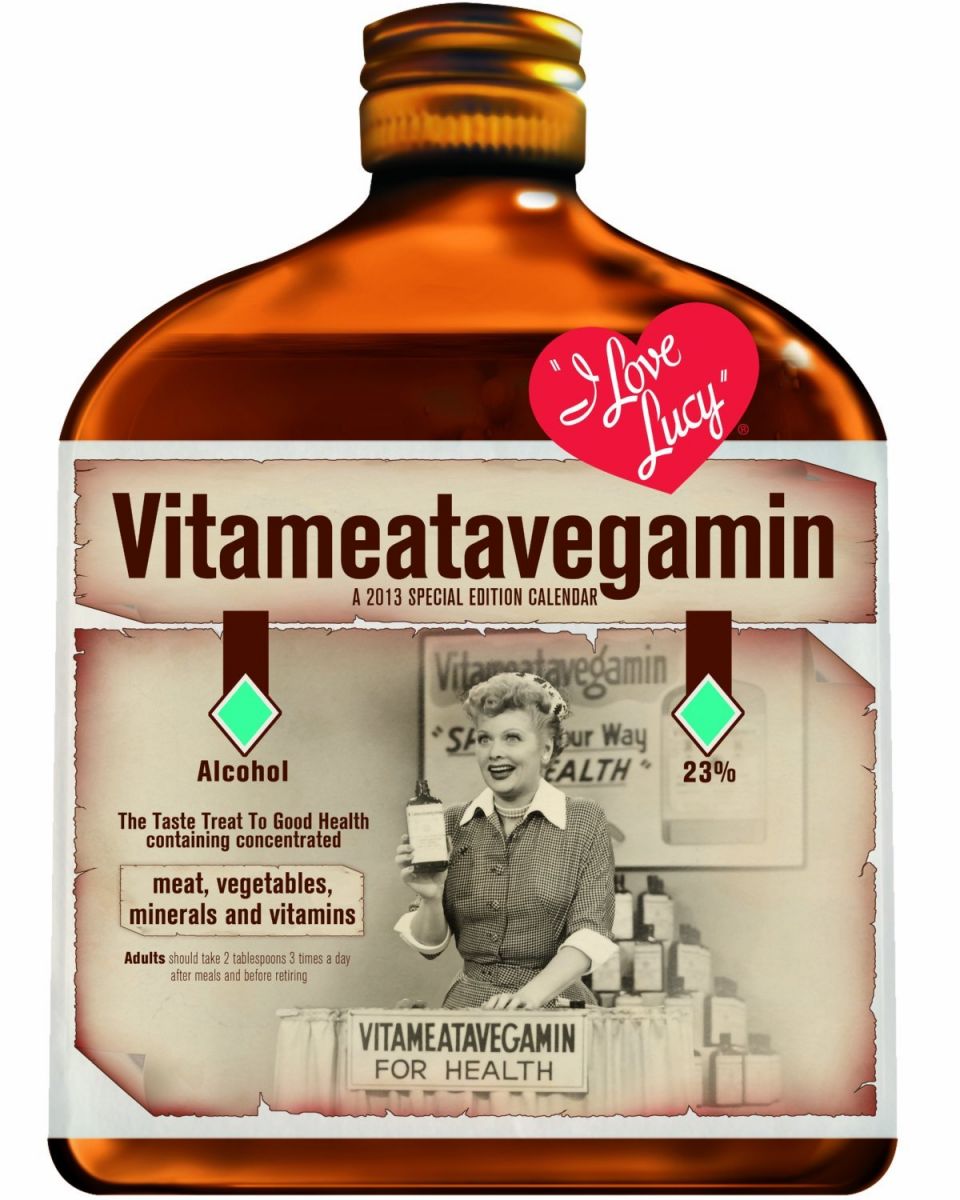 "I Love
Lucy"
®
Vitameatavegamin
A 2013 SPECIAL EDITION CALENDAR
Vitameatavegamin
our Way
EALTH"
Alcohol
23%
The Taste Treat To Good Health
containing concentrated
meat, vegetables,
minerals and vitamins
Adults should take 2 tablespoons 3 times a day
after meals and before retiring
VITAMEATAVEGAMIN
FOR HEALTH